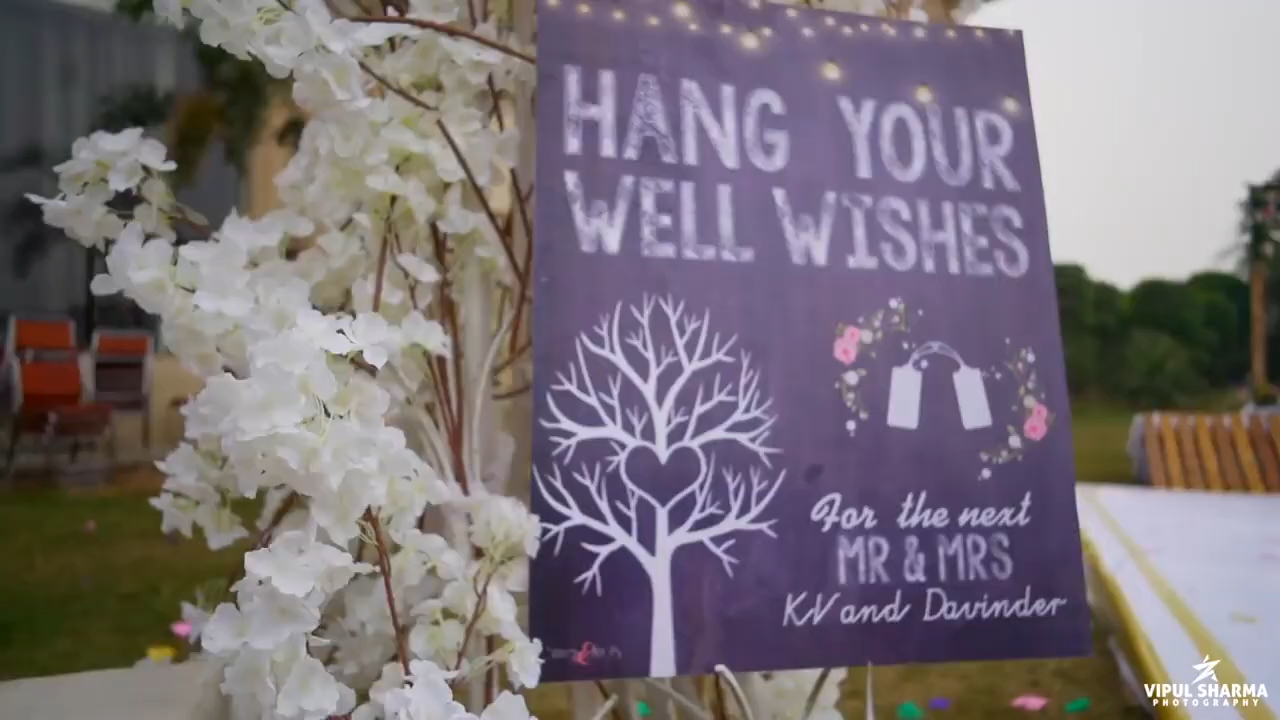 HANG YOUR
WELL WISHES
For the next
MR & MRS
KV and Davinder
VIPUL SHARMA
PHOTOGRAPHY